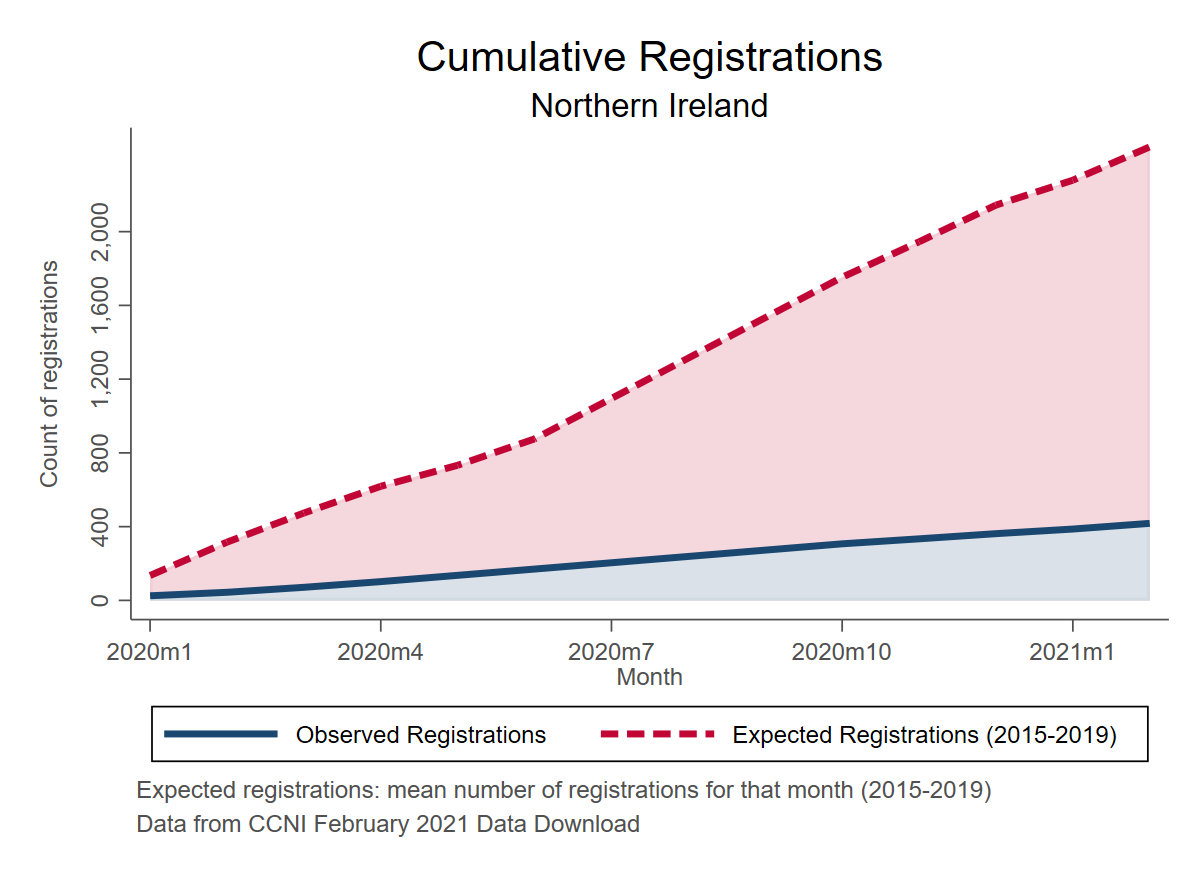 Cumulative Registrations
Northern Ireland
Count of registrations
2,000
1,600
1,200
800
400
0
2020m1 2020m4 2020m7 2020m10 2021m1
Month
Observed Registrations Expected Registrations (2015-2019)
Expected registrations: mean number of registrations for that month (2015-2019)
Data from CCNI February 2021 Data Download